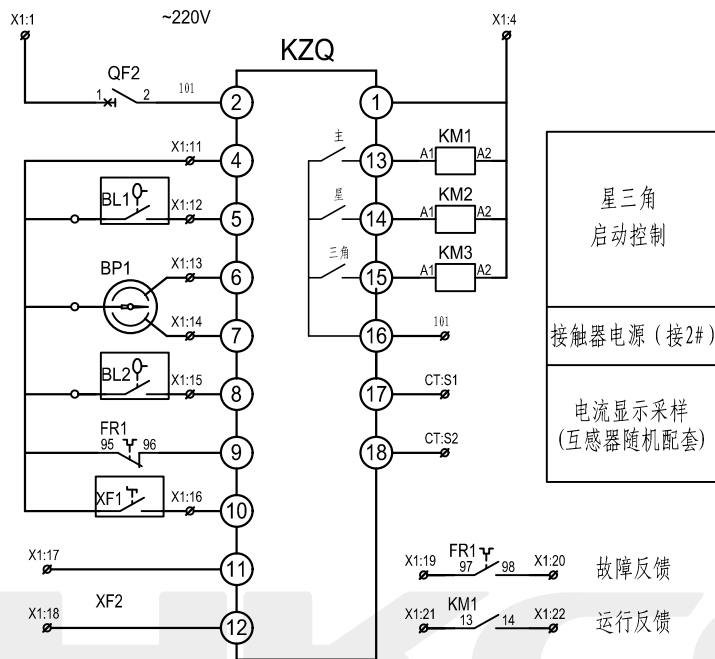 X1:1
~220V
X1:4
KZQ
QF2
1
2
101
2
1
X1:11
4
主
13
A1
KM1
A2
BL1
X1:12
5
星
14
A1
KM2
A2
星三角
启动控制
BP1
X1:13
6
三角
15
A1
KM3
A2
X1:14
7
16
101
接触器电源（接2#）
BL2
X1:15
8
17
CT:S1
电流显示采样
(互感器随机配套)
FR1
95
96
9
18
CT:S2
XF1
X1:16
10
X1:17
11
X1:19
FR1
97
98
X1:20
故障反馈
X1:18
XF2
12
X1:21
KM1
13
14
X1:22
运行反馈